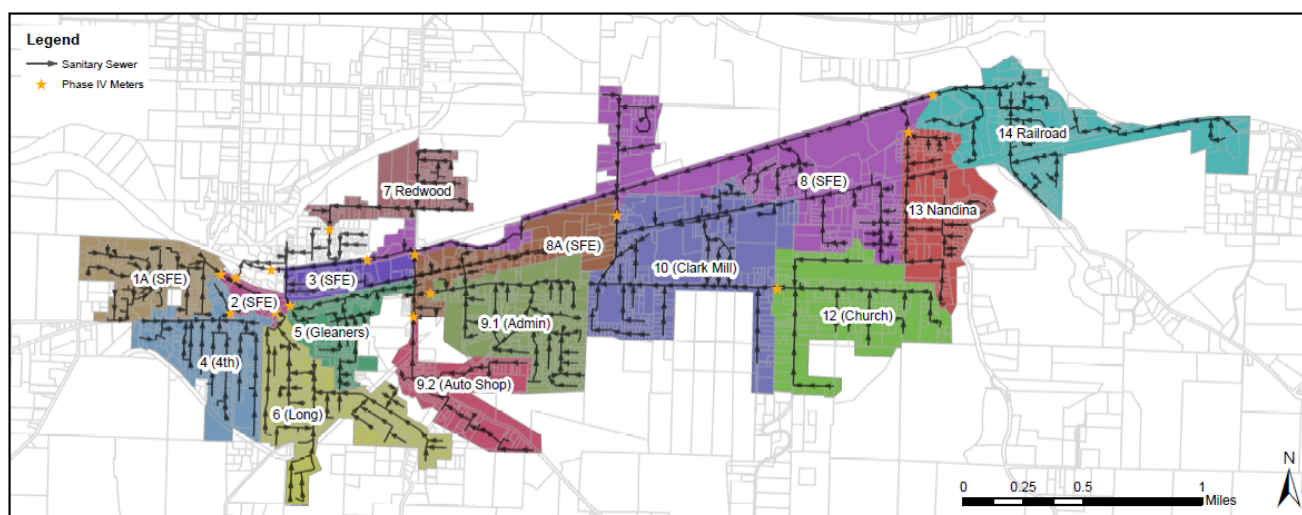 Legend
Sanitary Sewer
Phase IV Meters
14 Railroad
7 Redwood
8 (SFE)
13 Nandina
8A (SFE)
1A (SFE)
3 (SFE)
10 (Clark Mill)
2 (SFE)
12 (Church)
5 (Gleaners)
9.1 (Admin)
4 (4th)
9.2 (Auto Shop)
6 (Long)
N
0 0.25 0.5 1
Miles